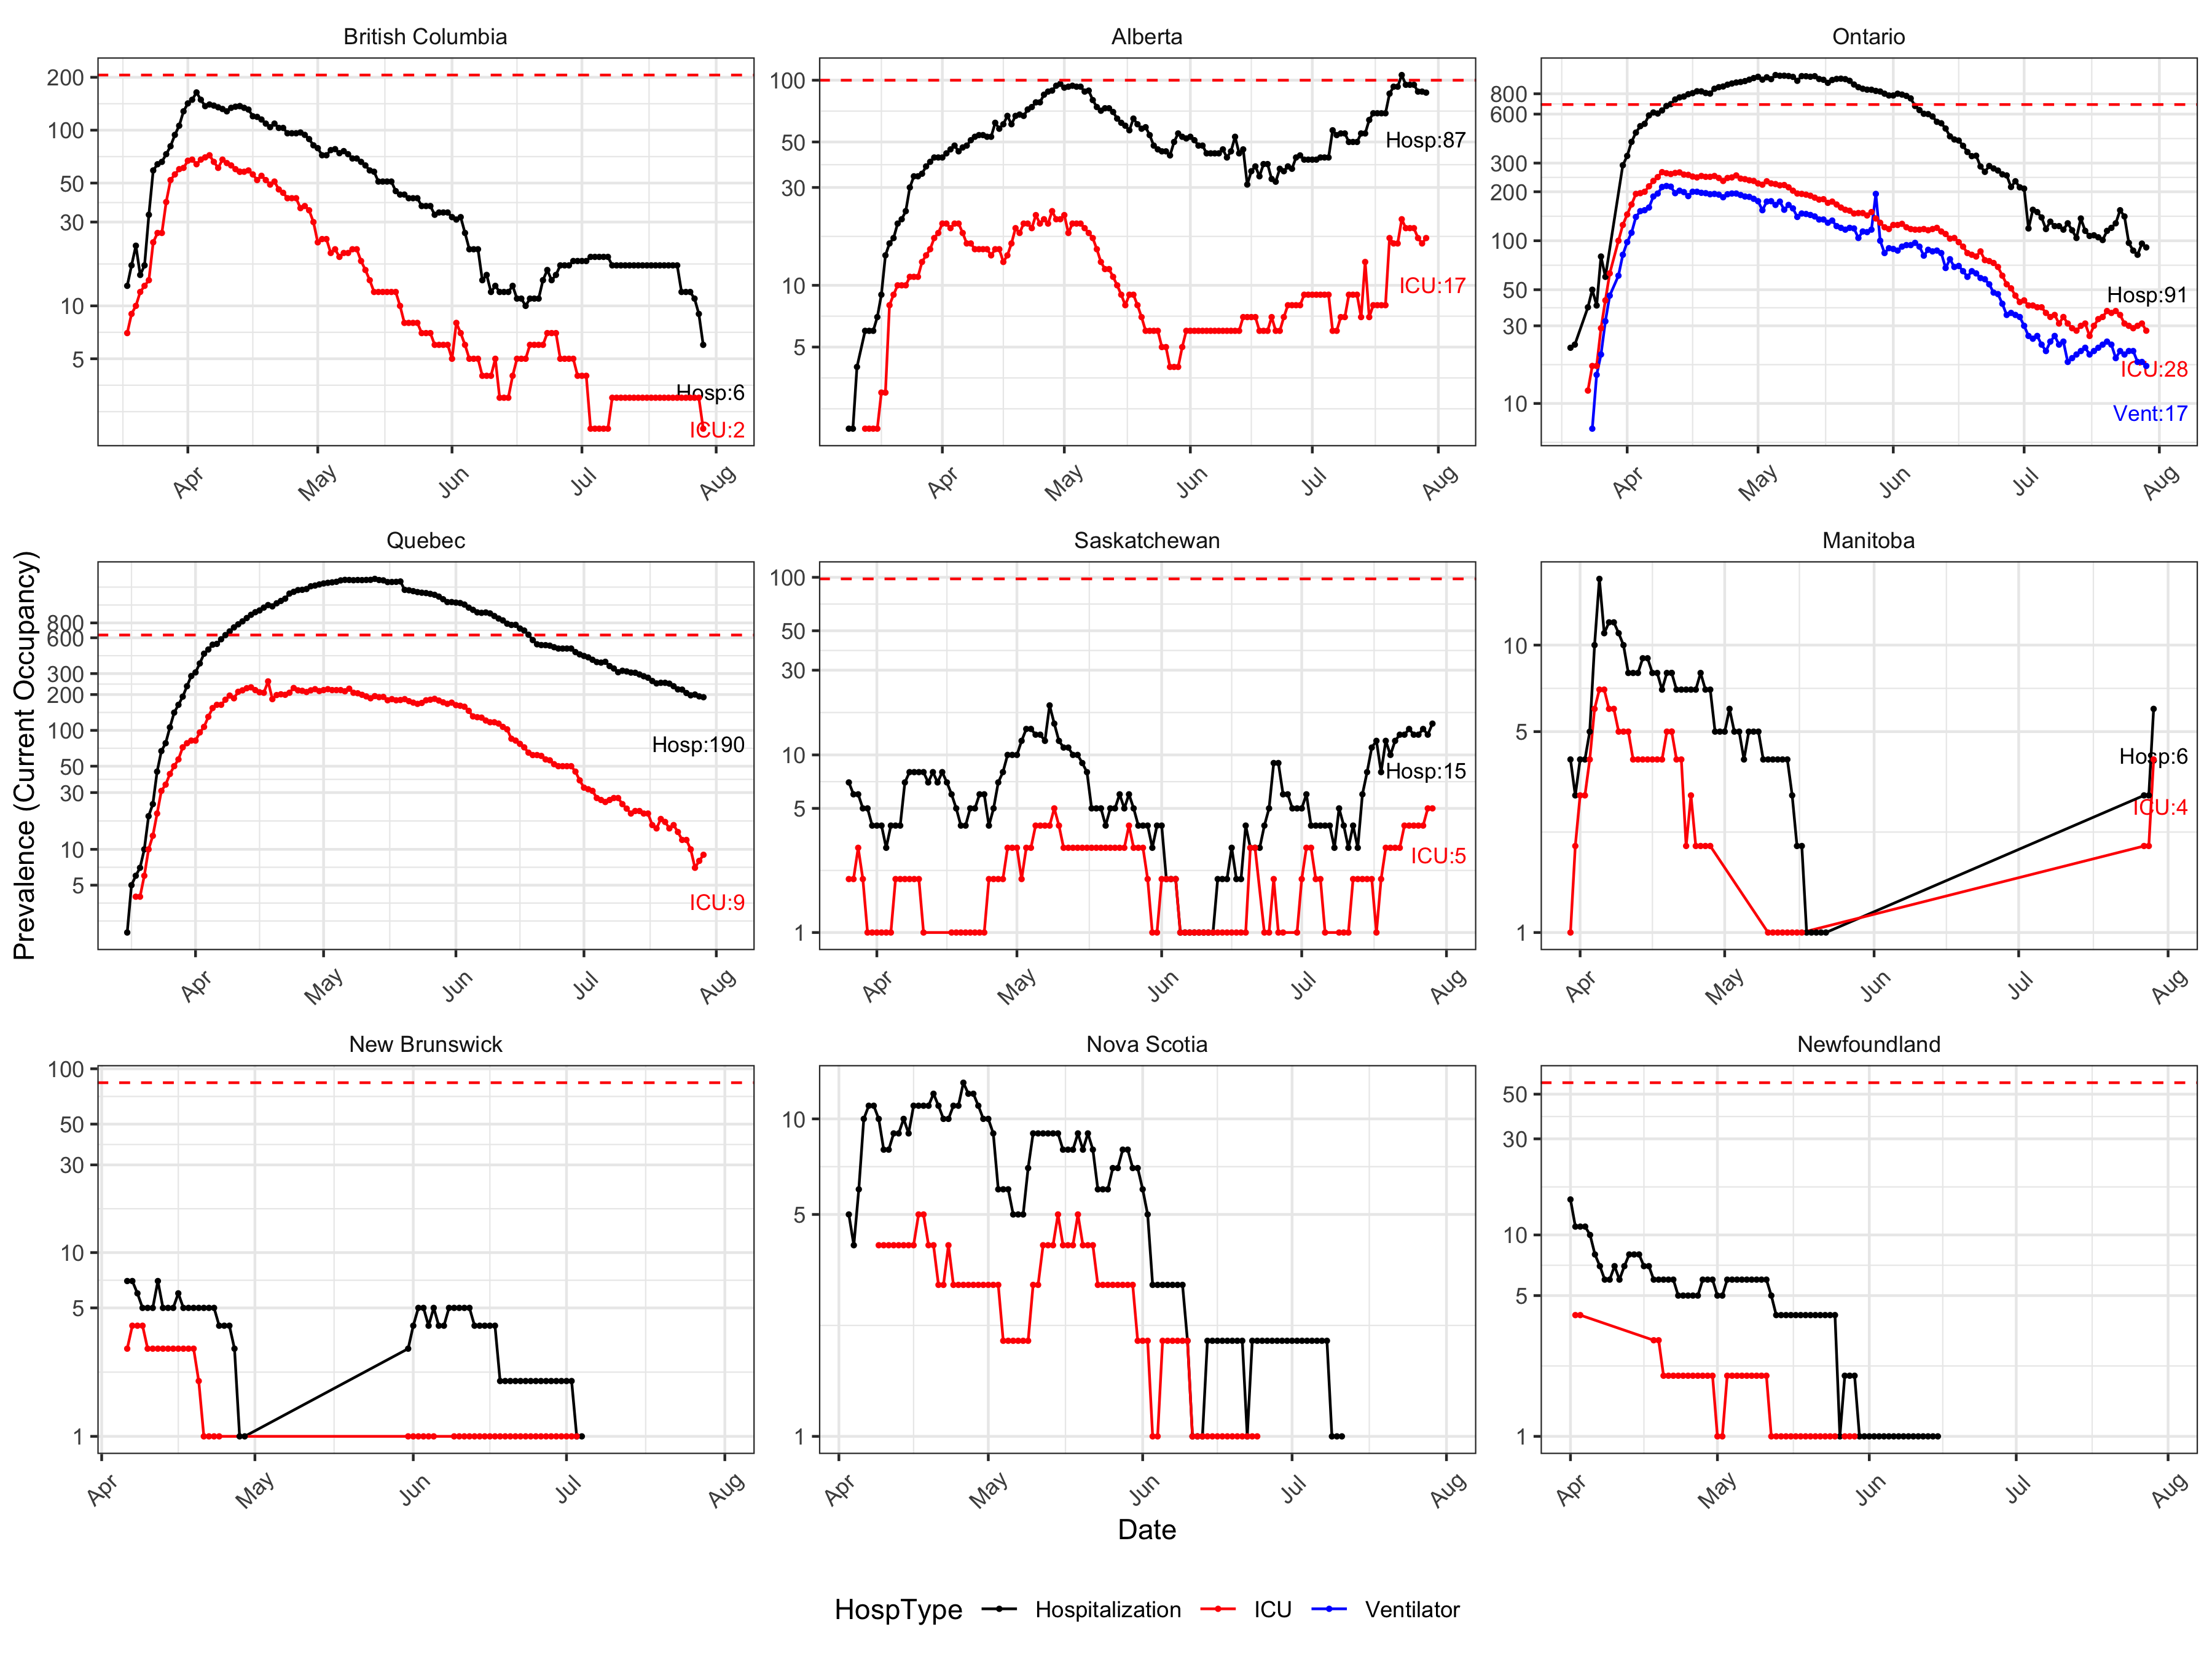 British Columbia
Alberta
Ontario
200
100
50
30
10
5
Hosp:6
ICU:2
Apr
May
Jun
Jul
Aug
100
50
30
10
5
Hosp:87
ICU:17
Apr
May
Jun
Jul
Aug
800
600
300
200
100
50
30
10
Hosp:91
ICU:28
Vent:17
Apr
May
Jun
Jul
Aug
Prevalence (Current Occupancy)
Quebec
Saskatchewan
Manitoba
800
600
300
200
100
50
30
10
5
Hosp:190
ICU:9
Apr
May
Jun
Jul
Aug
100
50
30
10
5
1
Hosp:15
ICU:5
Apr
May
Jun
Jul
Aug
10
5
1
Hosp:6
ICU:4
Apr
May
Jun
Jul
Aug
New Brunswick
Nova Scotia
Newfoundland
100
50
30
10
5
1
Apr
May
Jun
Jul
Aug
10
5
1
Apr
May
Jun
Jul
Aug
50
30
10
5
1
Apr
May
Jun
Jul
Aug
Date
HospType Hospitalization ICU Ventilator